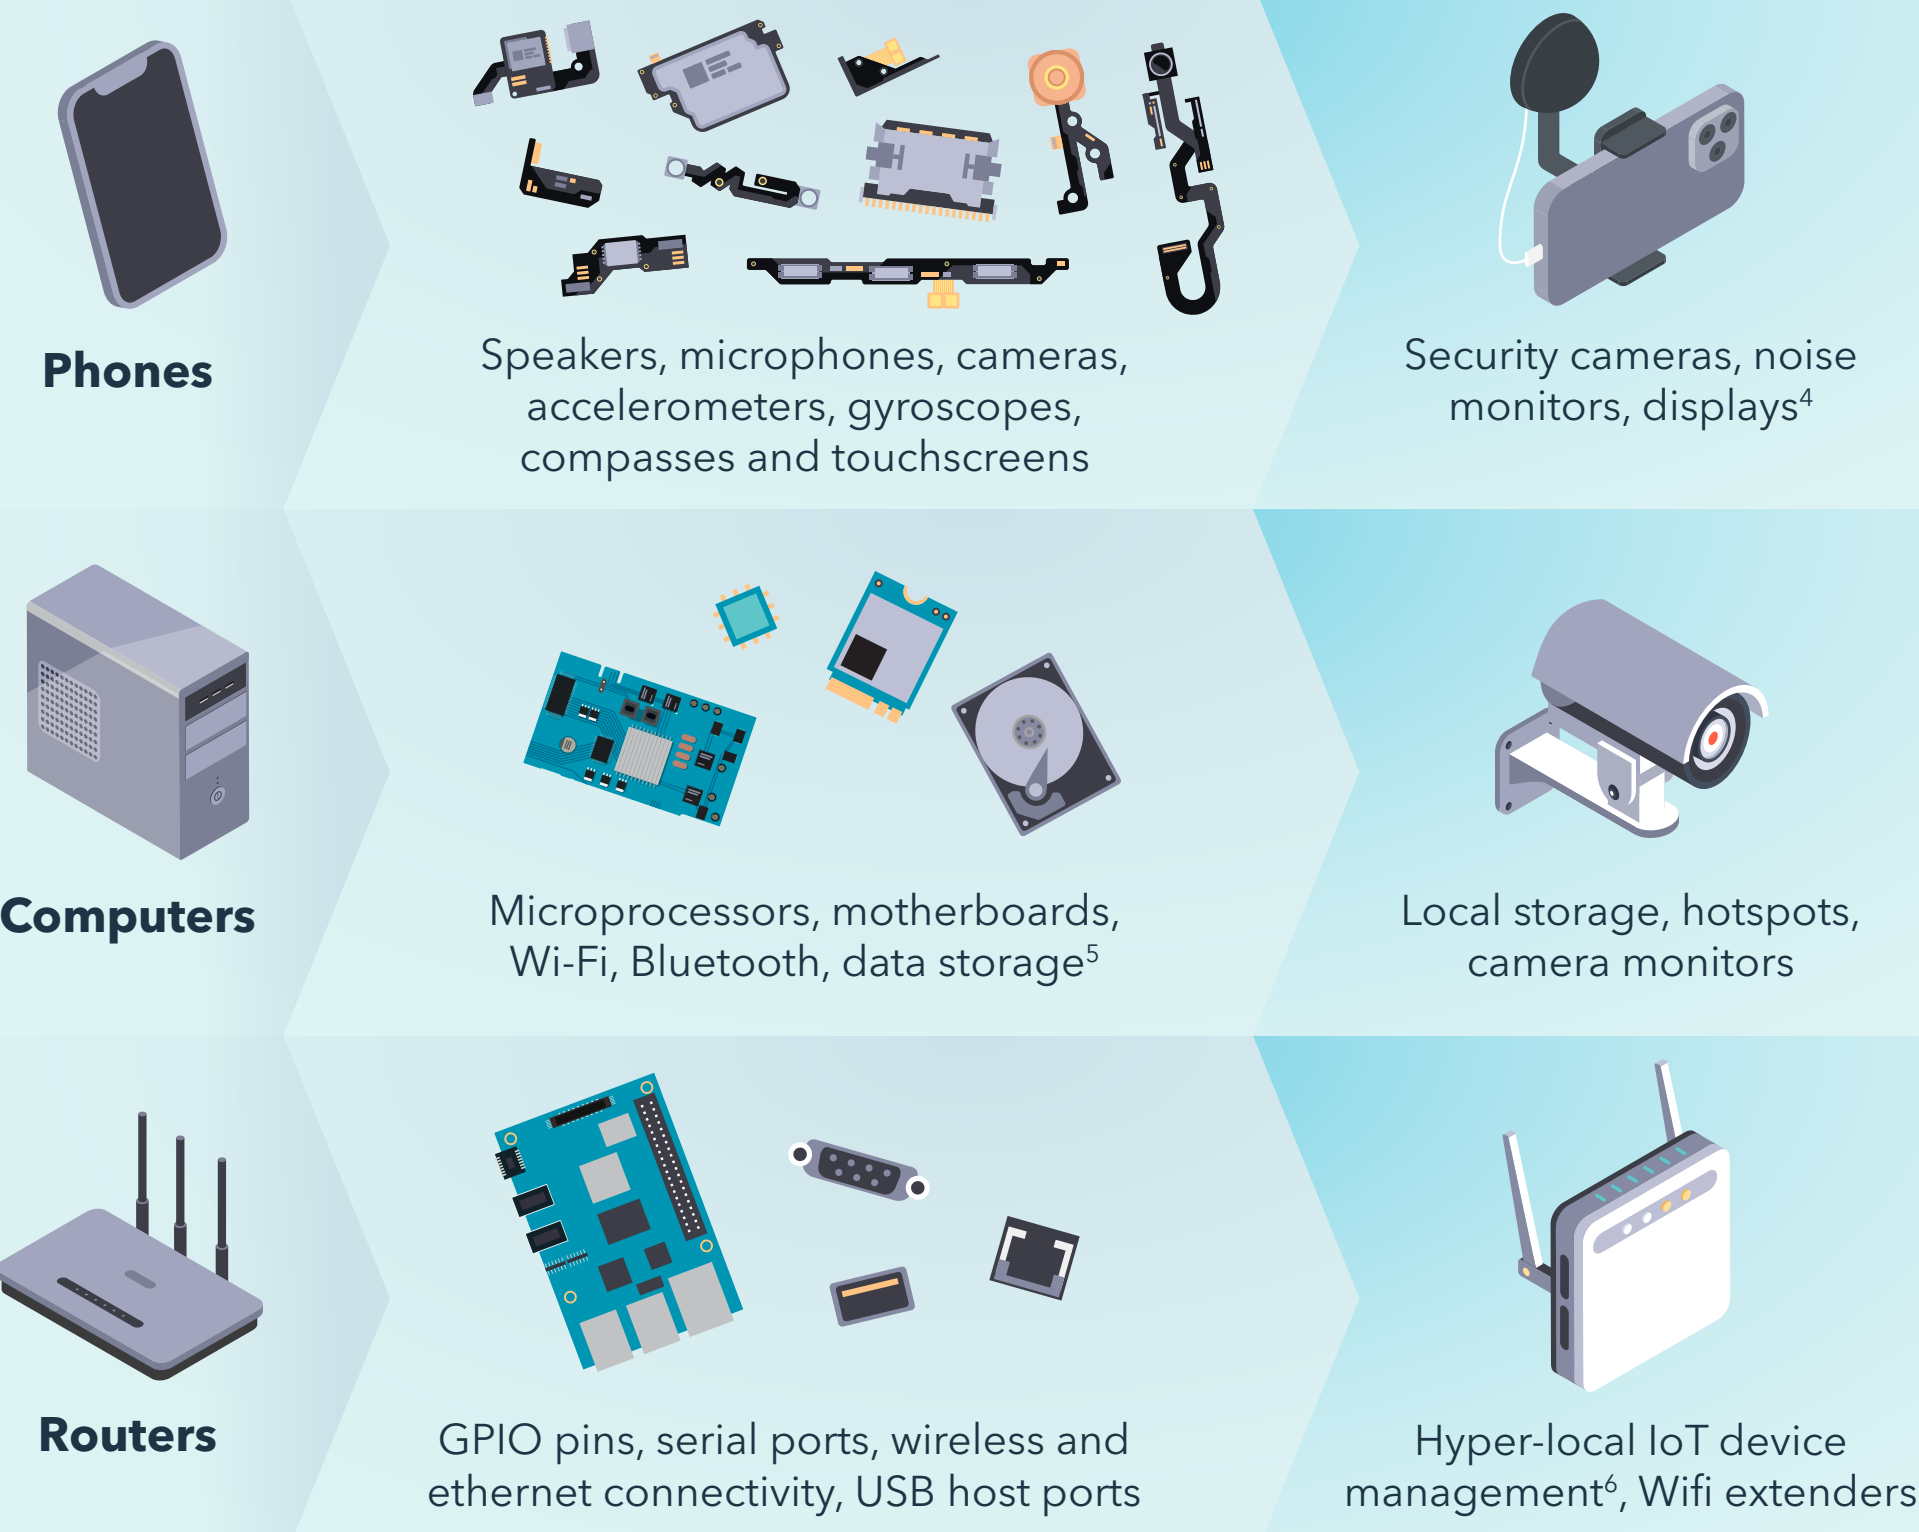 Phones
Speakers, microphones, cameras,
accelerometers, gyroscopes,
compasses and touchscreens
Security cameras, noise
monitors, displays⁴
Computers
Microprocessors, motherboards,
Wi-Fi, Bluetooth, data storage⁵
Local storage, hotspots,
camera monitors
Routers
GPIO pins, serial ports, wireless and
ethernet connectivity, USB host ports
Hyper-local IoT device
management⁶, Wifi extenders